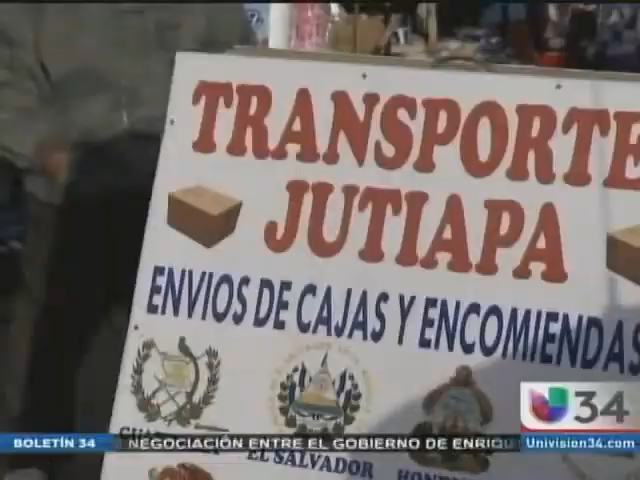 TRANSPORTE
JUTIAPA
ENVIOS DE CAJAS Y ENCOMIENDAS
EL SALVADOR
34
BOLETÍN 34
NEGOCIACIÓN ENTRE EL GOBIERNO DE ENRIQU
Univision34.com